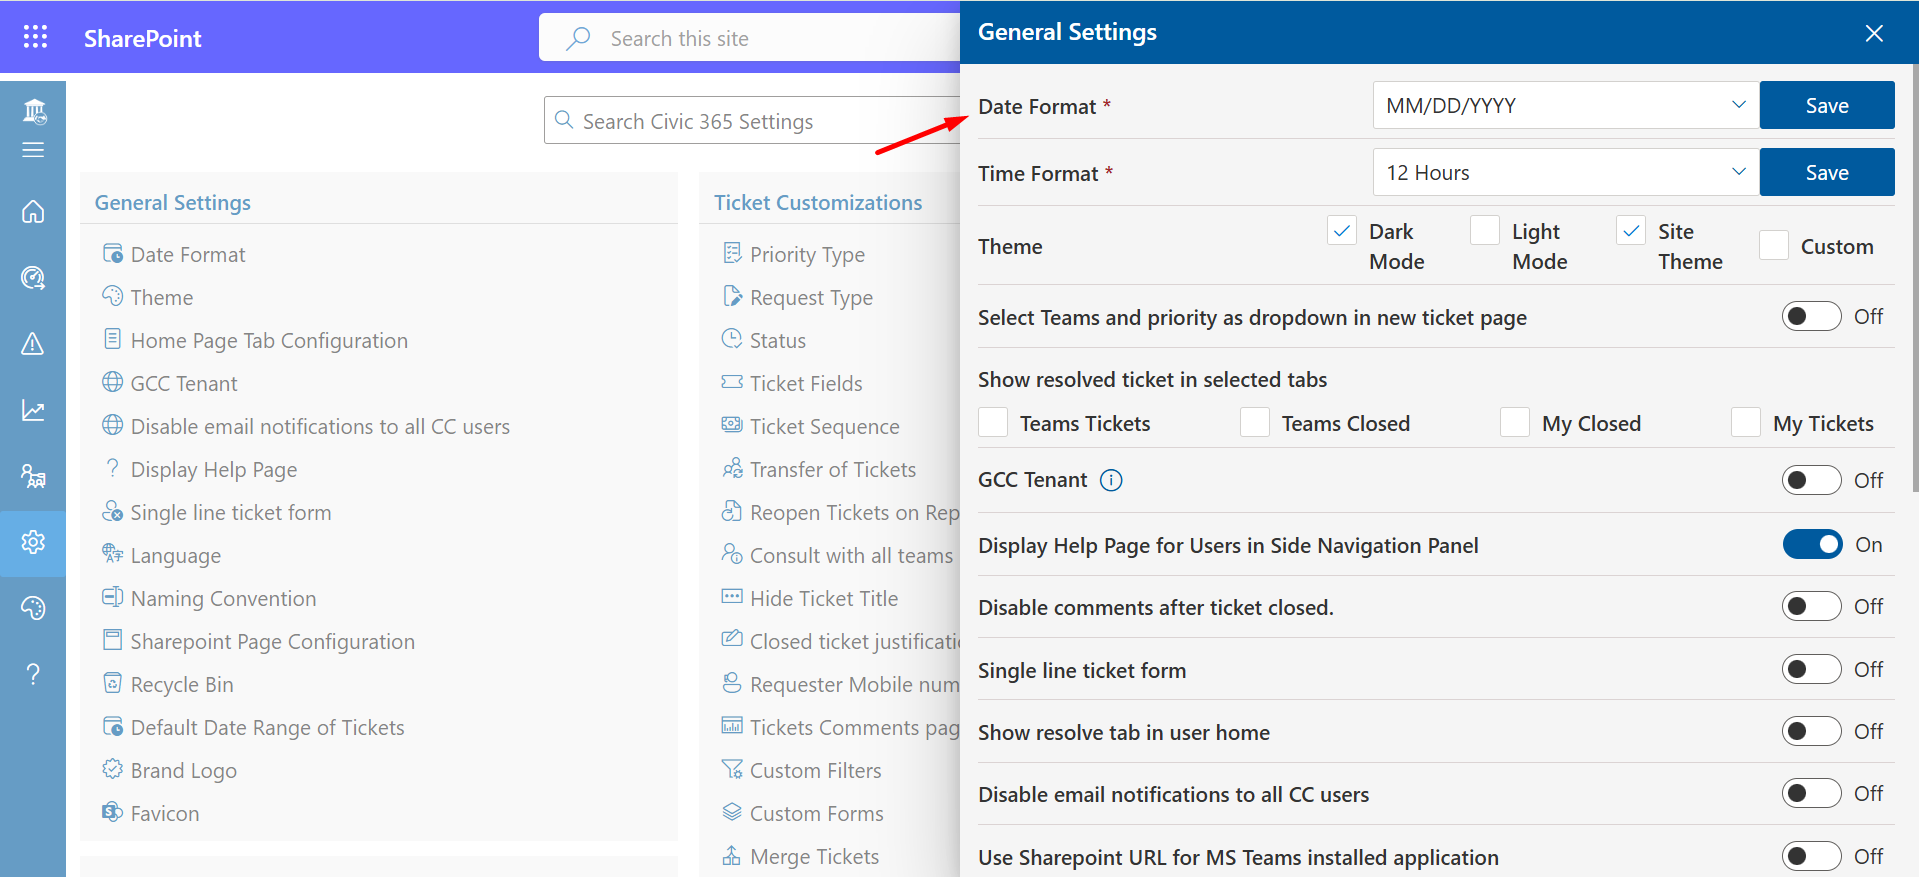 SharePoint
Search this site
Search Civic 365 Settings
General Settings
Date Format
Theme
Home Page Tab Configuration
GCC Tenant
Disable email notifications to all CC users
Display Help Page
Single line ticket form
Language
Naming Convention
Sharepoint Page Configuration
Recycle Bin
Default Date Range of Tickets
Brand Logo
Favicon
Ticket Customizations
Priority Type
Request Type
Status
Ticket Fields
Ticket Sequence
Transfer of Tickets
Reopen Tickets on Rep
Consult with all teams
Hide Ticket Title
Closed ticket justificati
Requester Mobile num
Tickets Comments pag
Custom Filters
Custom Forms
Merge Tickets
General Settings
Date Format * MM/DD/YYYY Save
Time Format * 12 Hours Save
Theme Dark Mode Light Mode Site Theme Custom
Select Teams and priority as dropdown in new ticket page Off
Show resolved ticket in selected tabs
Teams Tickets Teams Closed My Closed My Tickets
GCC Tenant Off
Display Help Page for Users in Side Navigation Panel On
Disable comments after ticket closed. Off
Single line ticket form Off
Show resolve tab in user home Off
Disable email notifications to all CC users Off
Use Sharepoint URL for MS Teams installed application Off